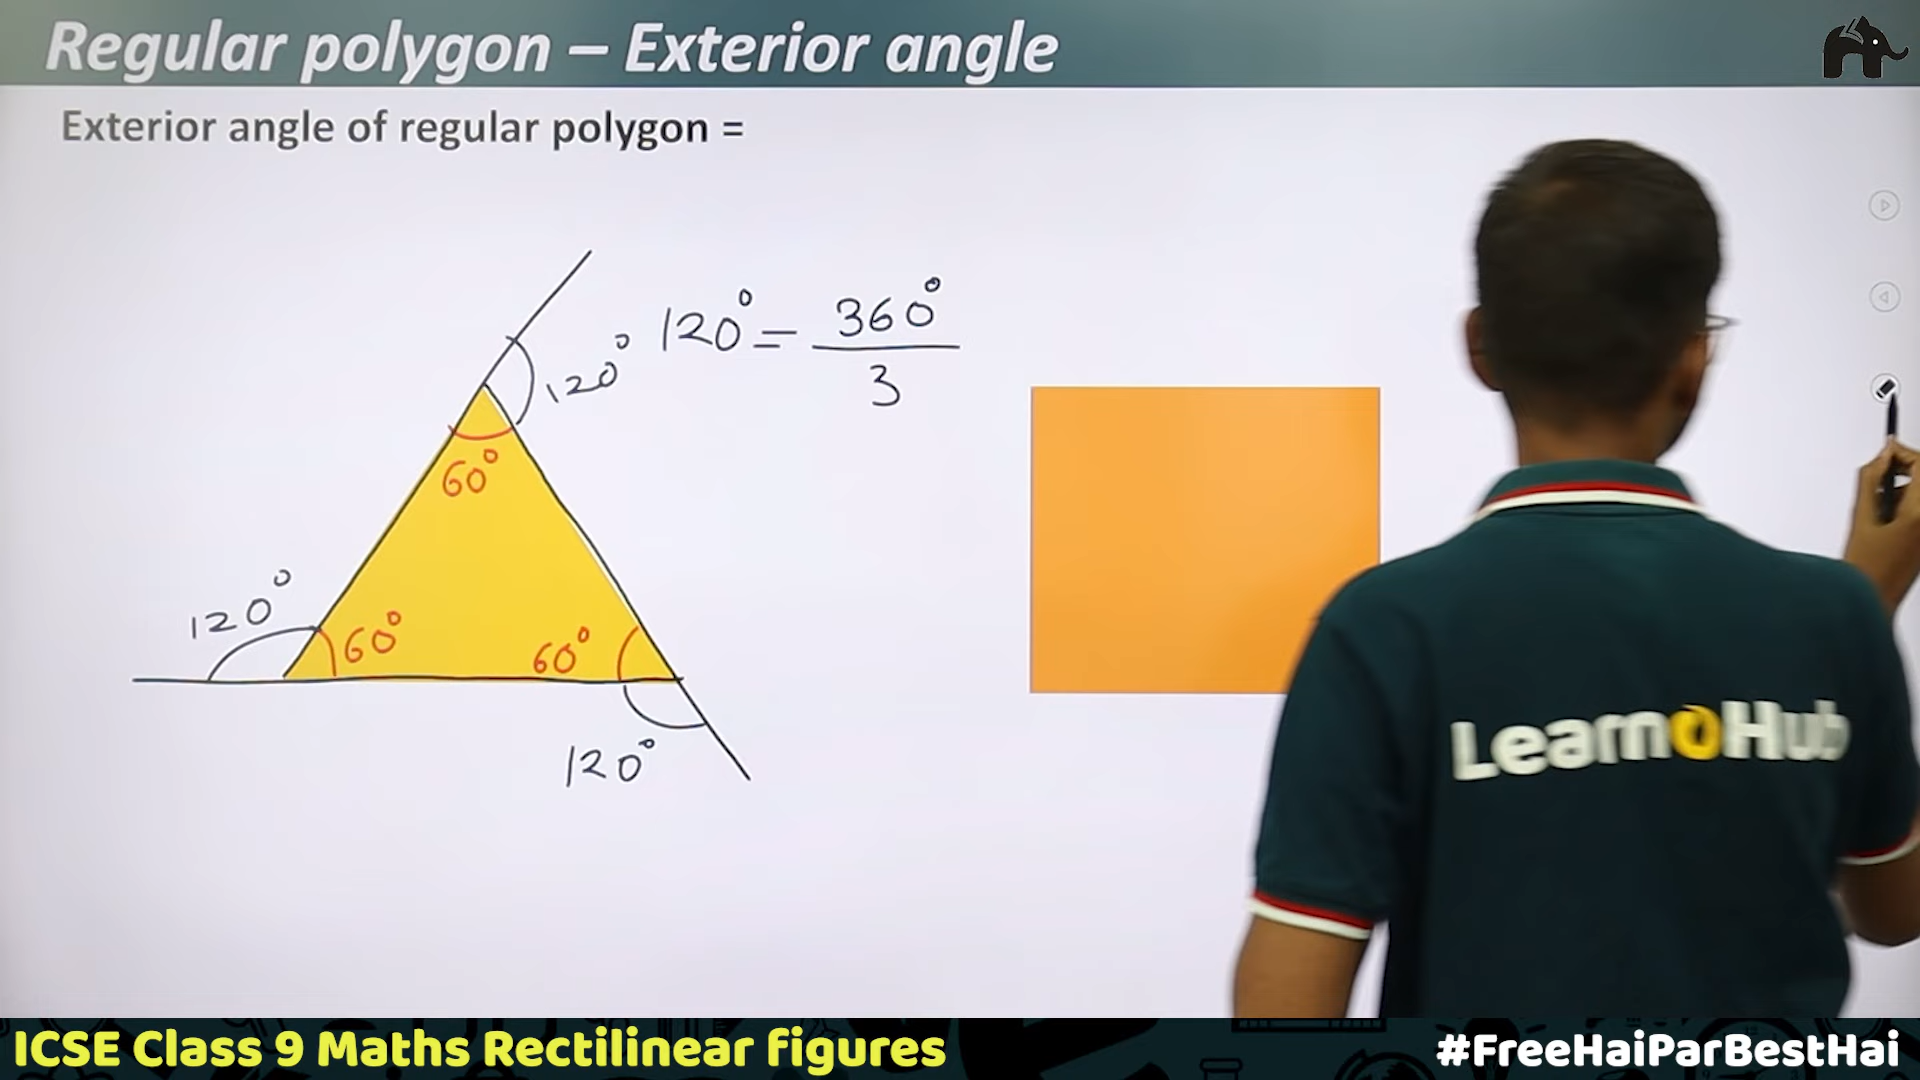 Regular polygon – Exterior angle
Exterior angle of regular polygon =
120° = 360° / 3
120°
60°
120°
60°
60°
120°
LearnoHub
ICSE Class 9 Maths Rectilinear figures
#FreeHaiParBestHai